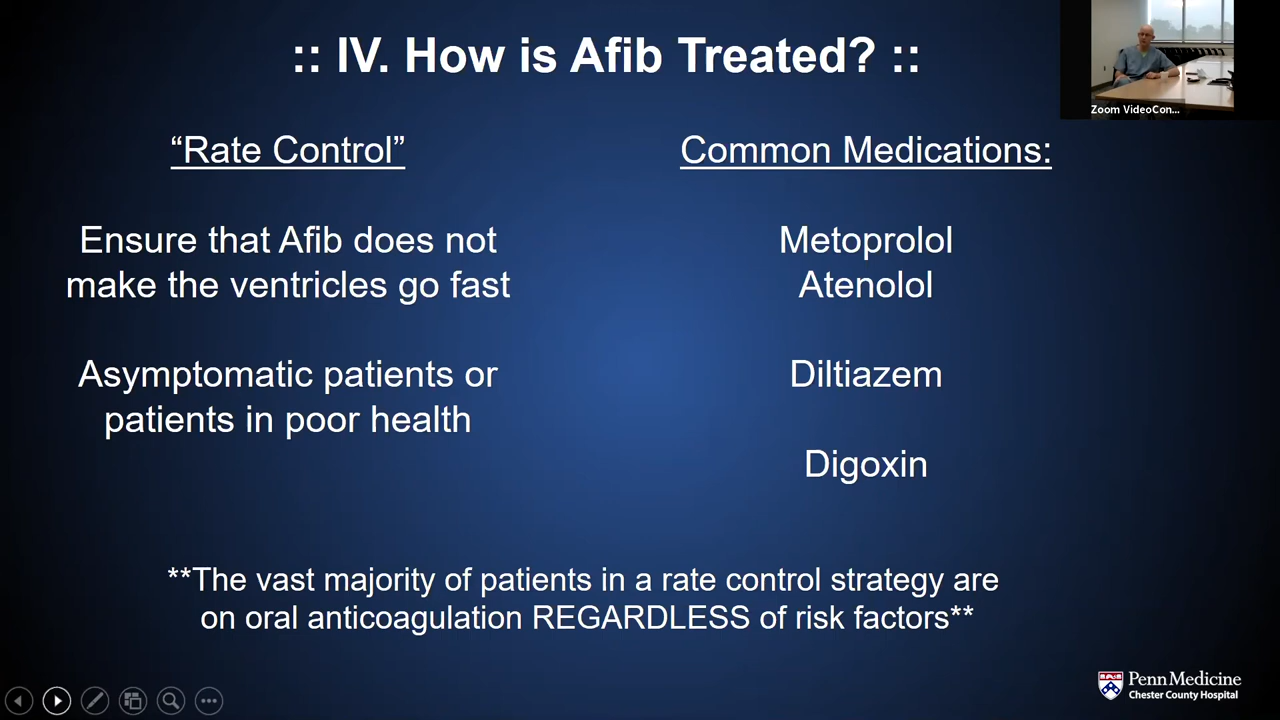 :: IV. How is Afib Treated? ::
Zoom VideoCon...
“Rate Control”
Ensure that Afib does not
make the ventricles go fast
Asymptomatic patients or
patients in poor health
Common Medications:
Metoprolol
Atenolol
Diltiazem
Digoxin
**The vast majority of patients in a rate control strategy are
on oral anticoagulation REGARDLESS of risk factors**
Penn Medicine
Chester County Hospital